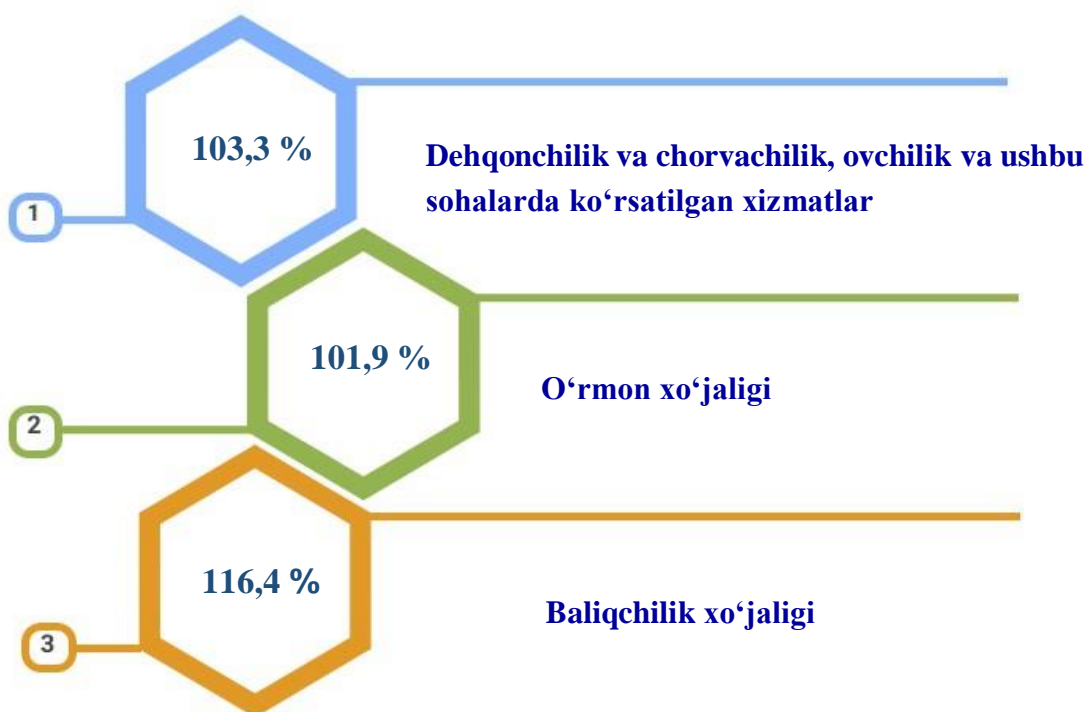 103,3 %
Dehqonchilik va chorvachilik, ovchilik va ushbu
sohalarda ko‘rsatilgan xizmatlar
1
101,9 %
O‘rmon xo‘jaligi
2
116,4 %
Baliqchilik xo‘jaligi
3